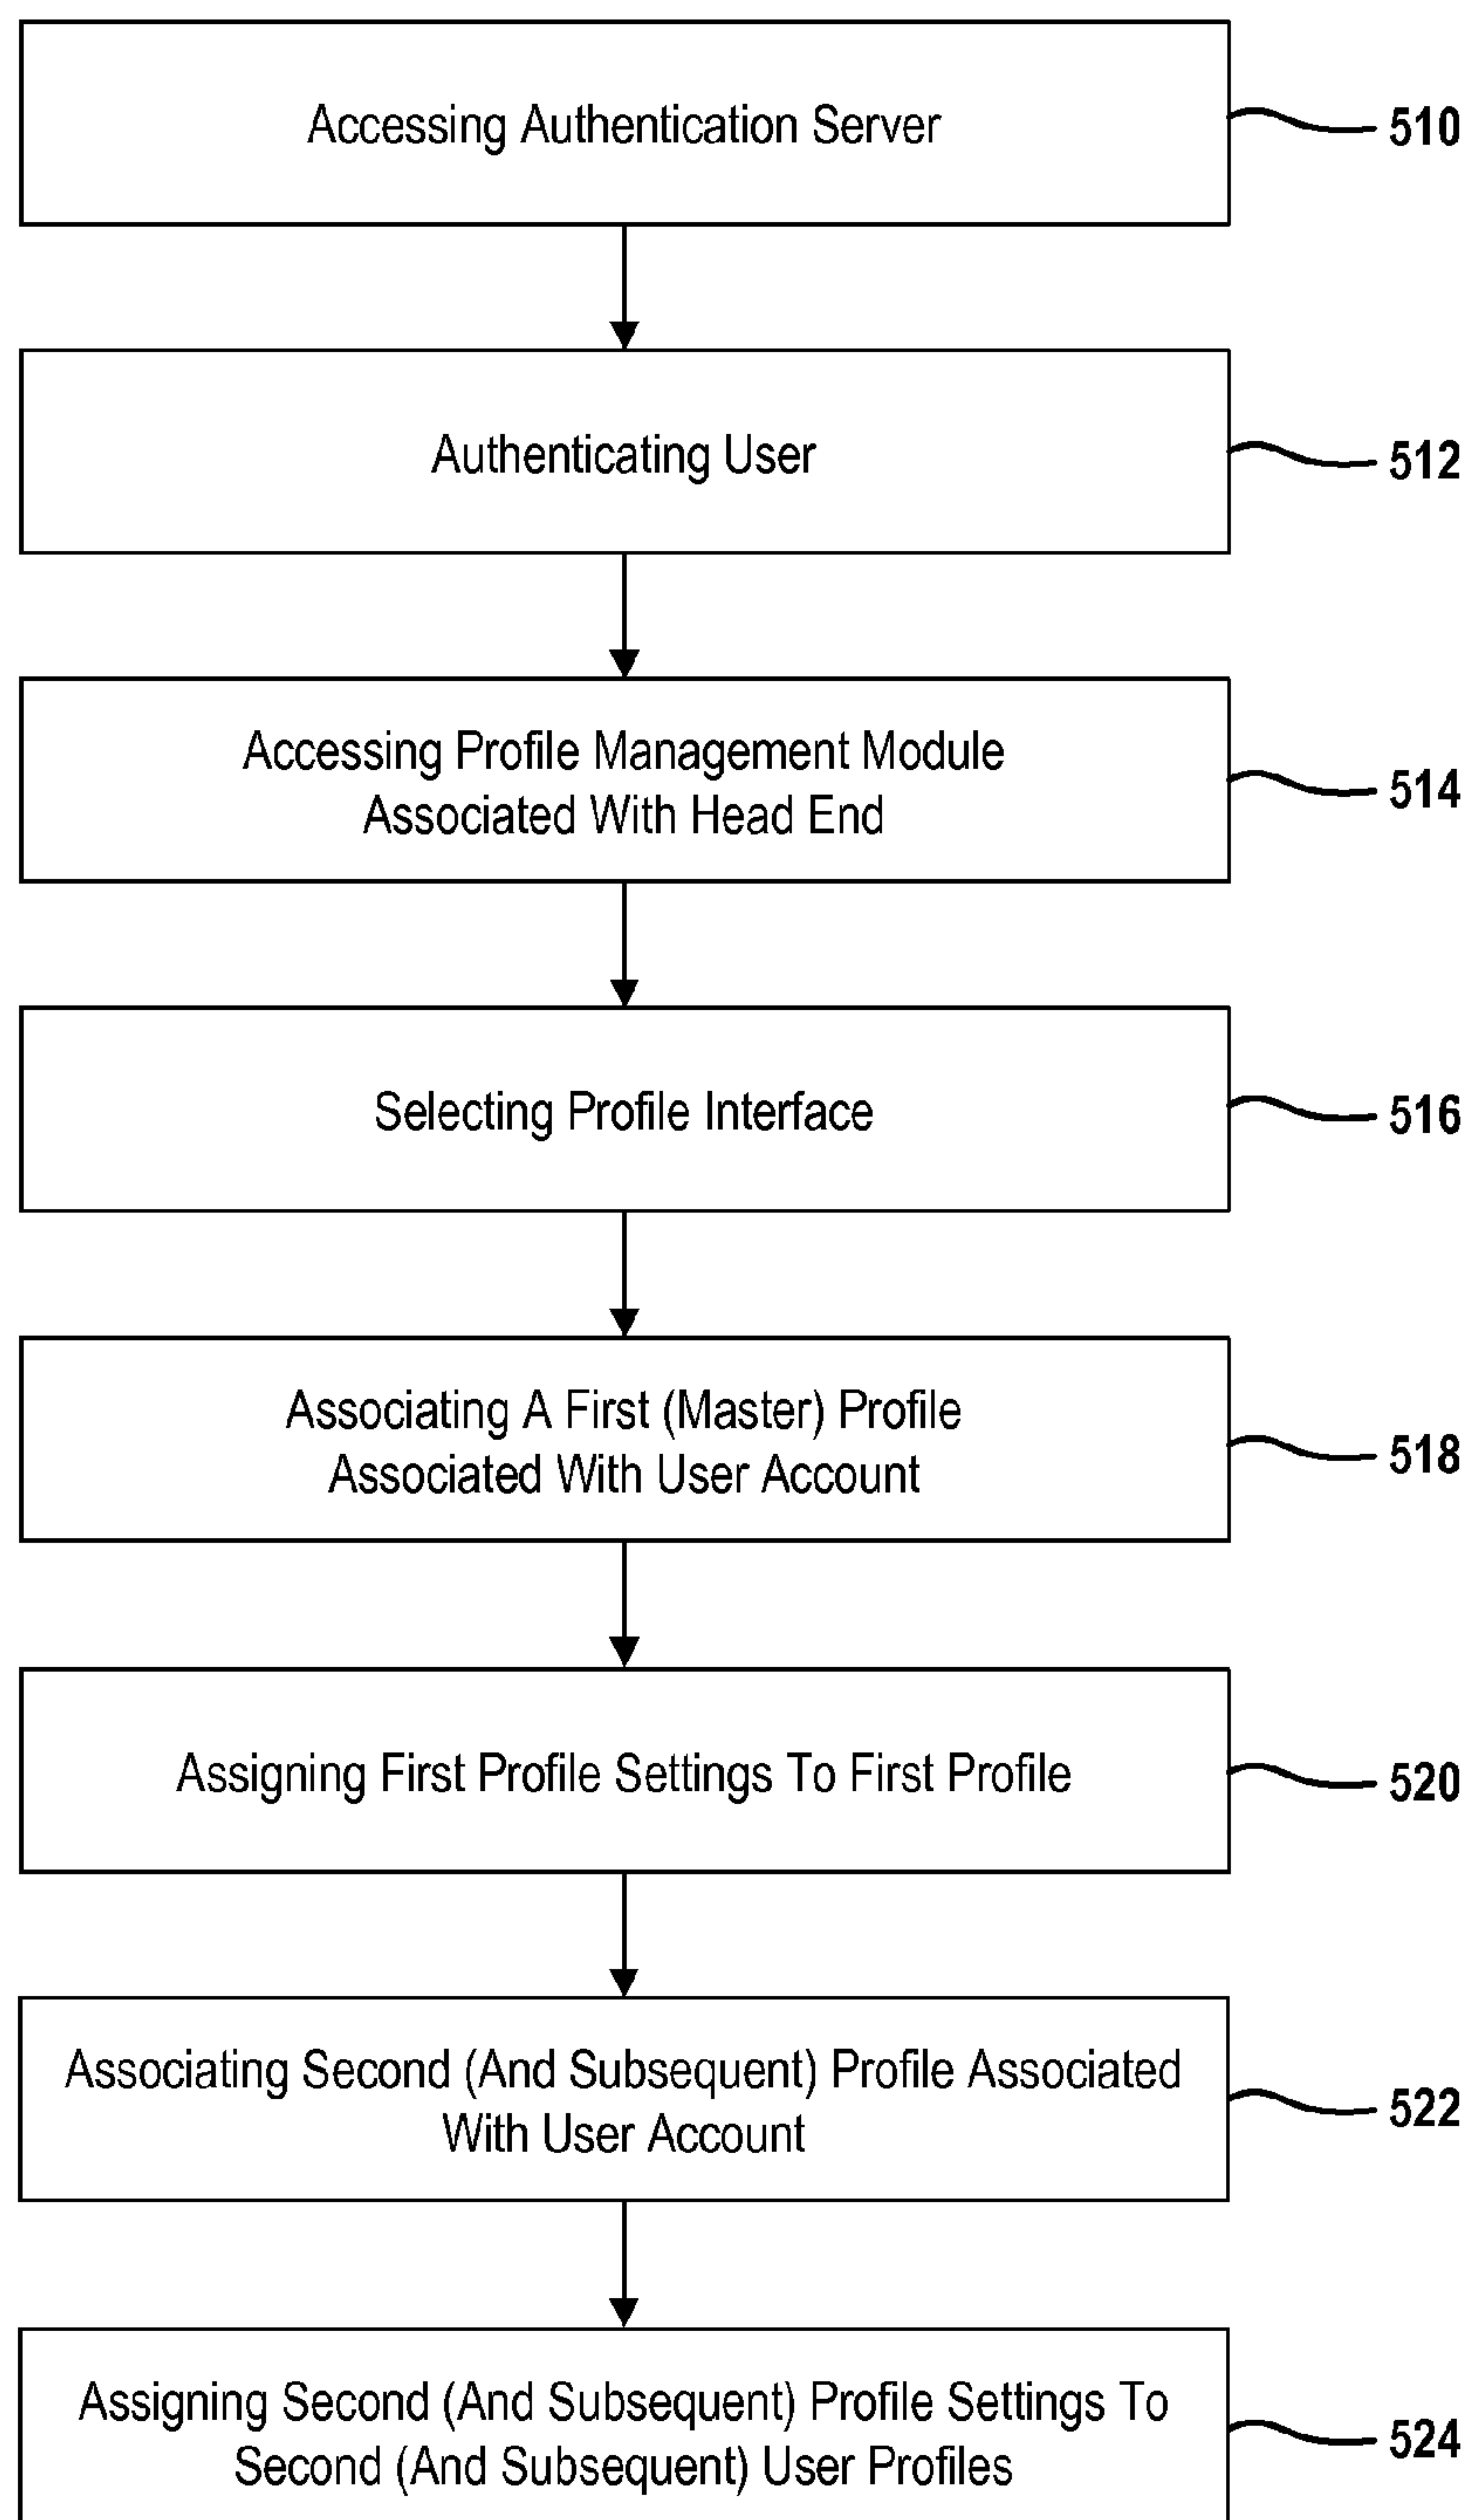 Accessing Authentication Server
510
Authenticating User
512
Accessing Profile Management Module
Associated With Head End
514
Selecting Profile Interface
516
Associating A First (Master) Profile
Associated With User Account
518
Assigning First Profile Settings To First Profile
520
Associating Second (And Subsequent) Profile Associated
With User Account
522
Assigning Second (And Subsequent) Profile Settings To
Second (And Subsequent) User Profiles
524